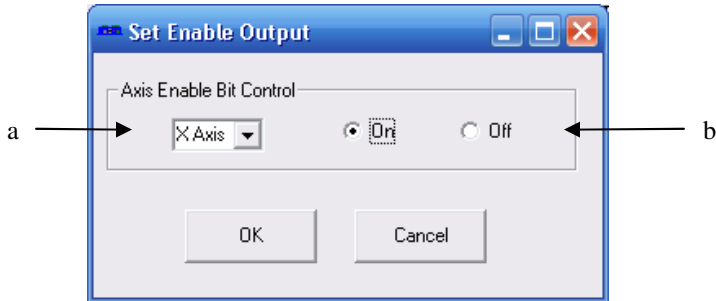 Set Enable Output
Axis Enable Bit Control
a X Axis On Off b
OK Cancel